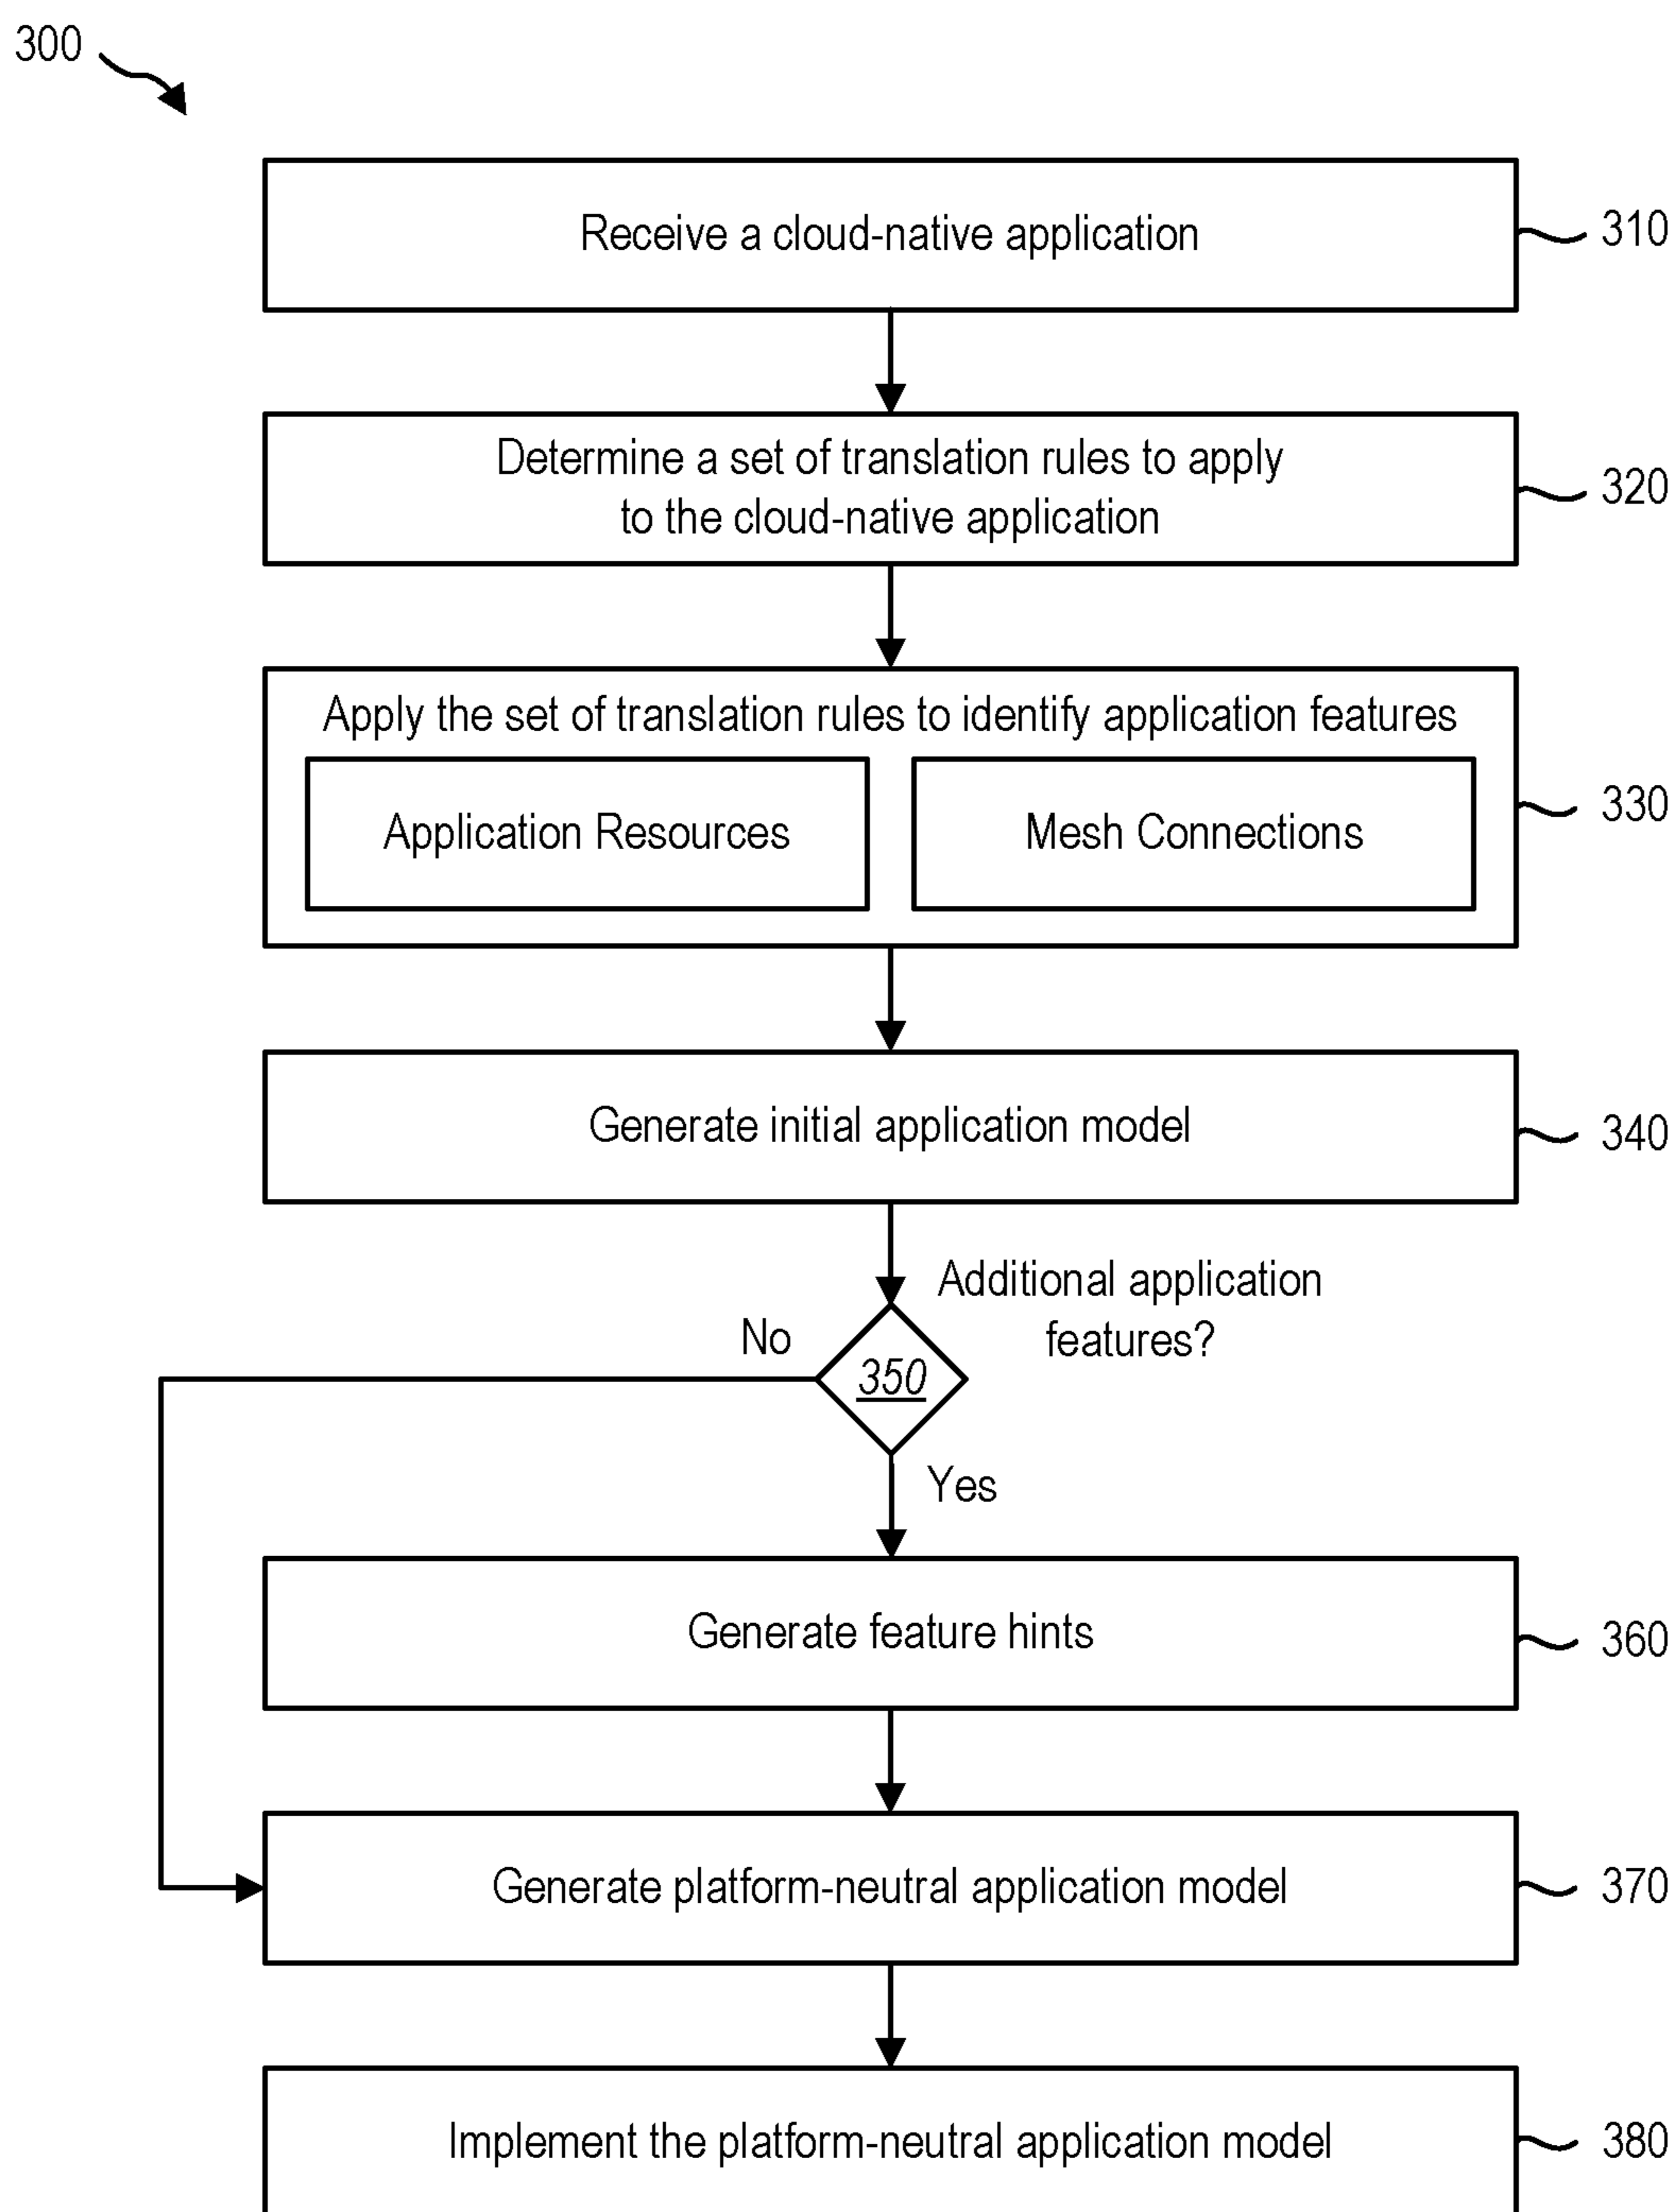 300
Receive a cloud-native application
310
Determine a set of translation rules to apply
to the cloud-native application
320
Apply the set of translation rules to identify application features
Application Resources
Mesh Connections
330
Generate initial application model
340
Additional application
features?
No
350
Yes
Generate feature hints
360
Generate platform-neutral application model
370
Implement the platform-neutral application model
380